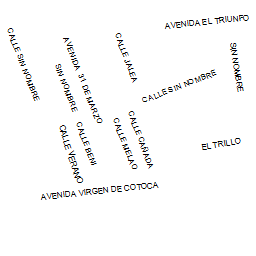 AVENIDA EL TRIUNFO
CALLE SIN NOMBRE
AVENIDA 31 DE MARZO
CALLE JALEA
SIN NOMBRE
SIN NOMBRE
CALLE SIN NOMBRE
CALLE VERANO
CALLE BENI
CALLE MELAO
CALLE CAÑADA
EL TRILLO
AVENIDA VIRGEN DE COTOCA